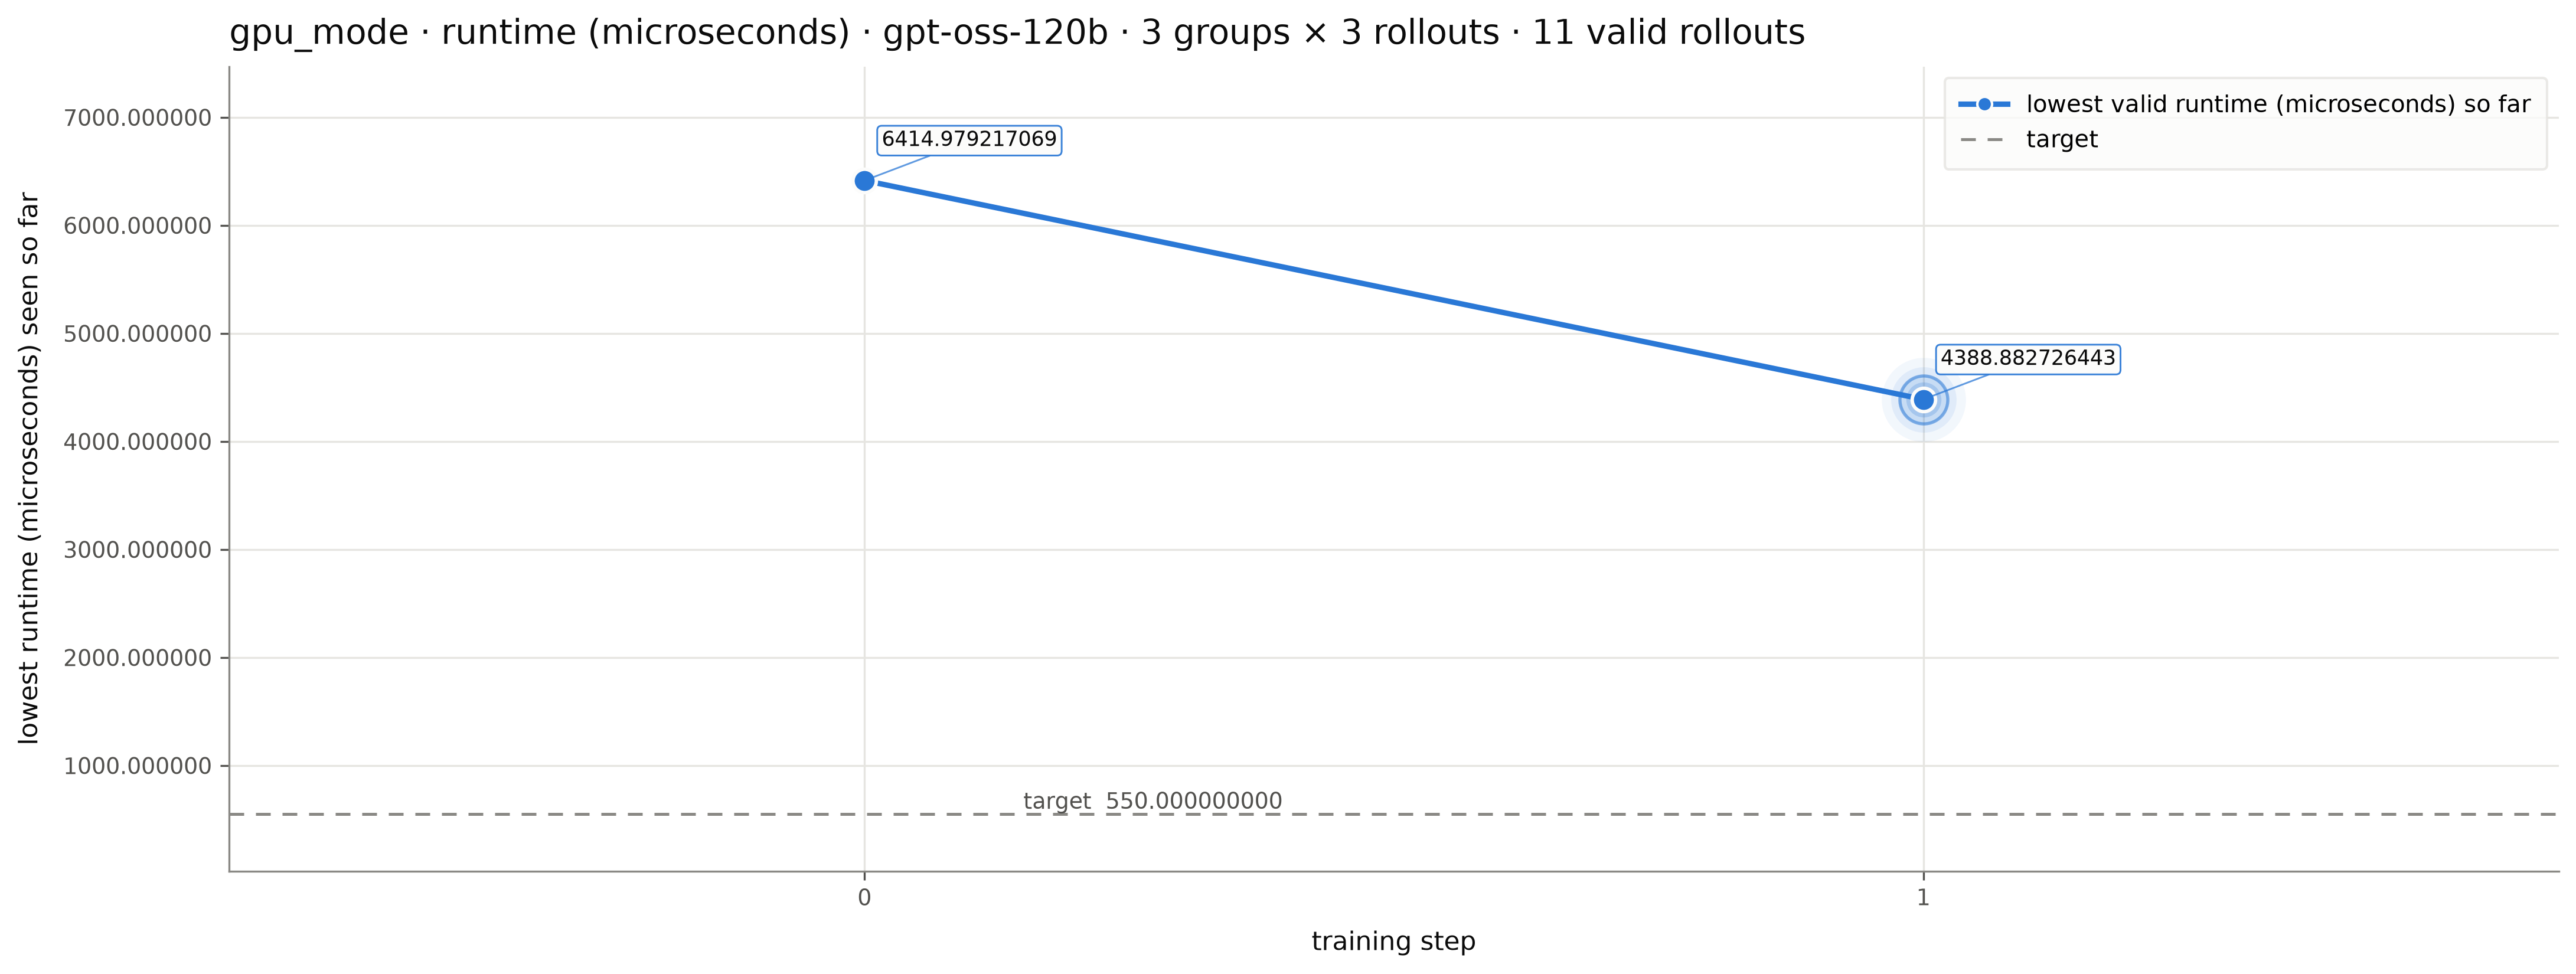 gpu_mode · runtime (microseconds) · gpt-oss-120b · 3 groups × 3 rollouts · 11 valid rollouts
lowest valid runtime (microseconds) so far
target
lowest runtime (microseconds) seen so far
7000.000000
6000.000000
5000.000000
4000.000000
3000.000000
2000.000000
1000.000000
6414.979217069
4388.882726443
target 550.000000000
0
1
training step